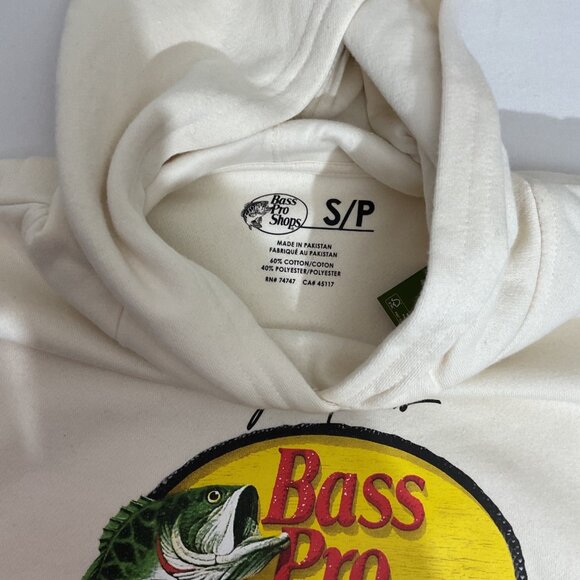 Bass
Pro
Shops
S/P
MADE IN PAKISTAN
FABRIQUÉ AU PAKISTAN
60% COTTON/COTON
40% POLYESTER/POLYESTER
RN# 74747 CA# 45117
Bass
Pro